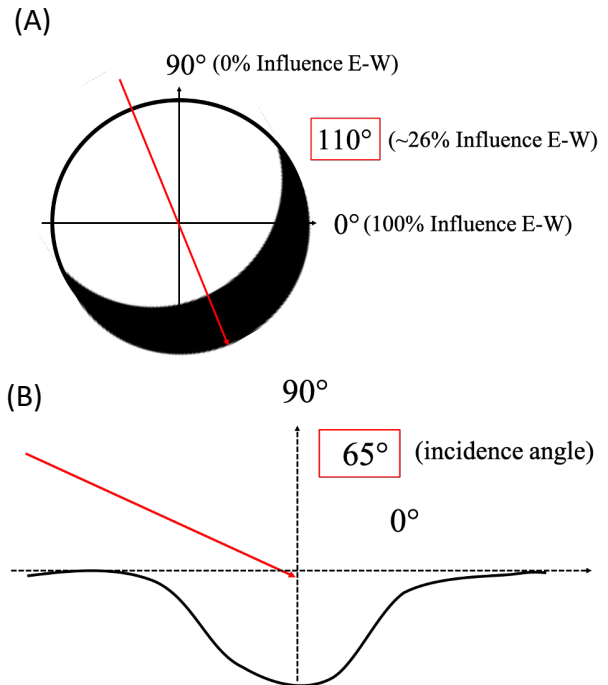 (A)
90° (0% Influence E-W)
110° (~26% Influence E-W)
0° (100% Influence E-W)
(B)
90°
65° (incidence angle)
0°